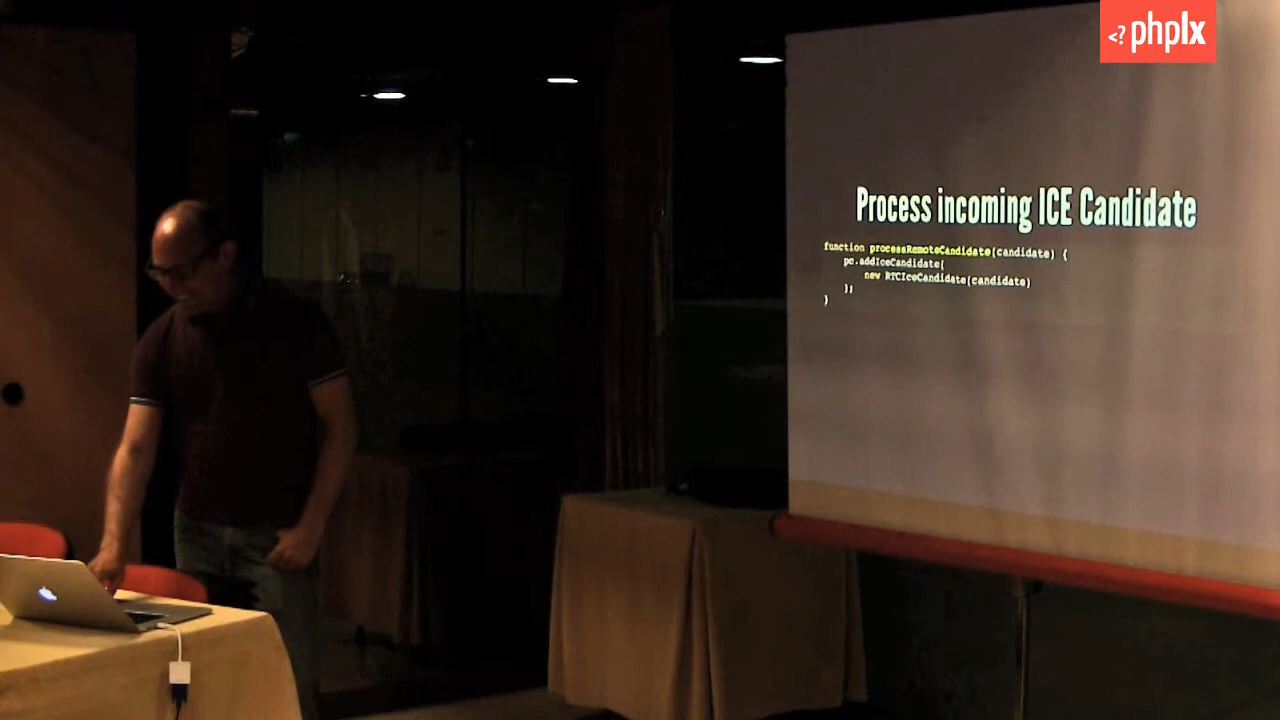 <? phplx
Process incoming ICE Candidate
function processRemoteCandidate(candidate) {
pc.addIceCandidate(
new RTCIceCandidate(candidate)
);
}